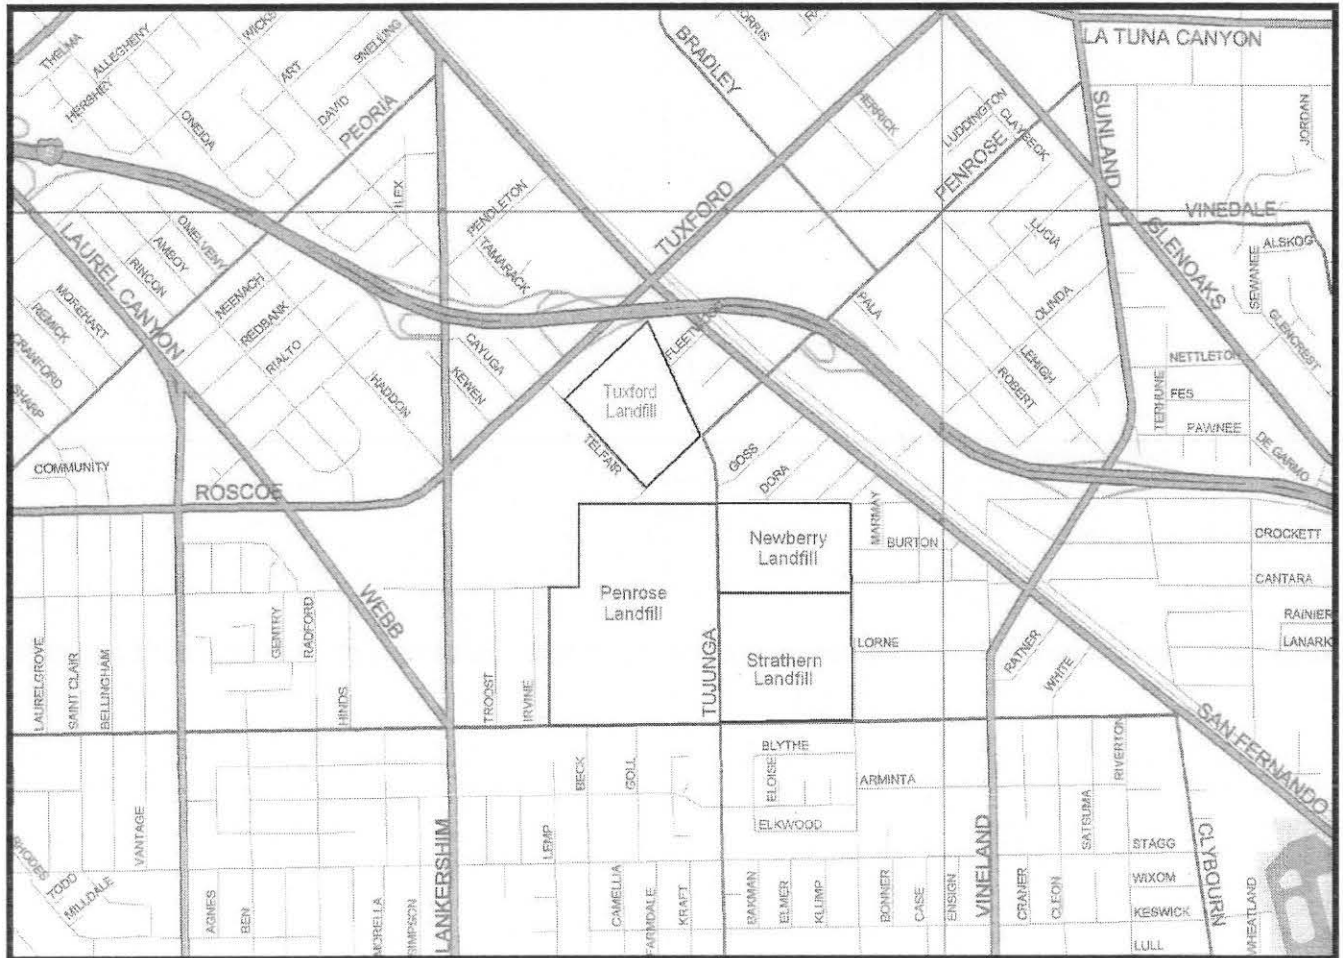 THELMA
ALLEGHENY
WICKS
HERSHEY
ART
SNELLING
DAVID
ONEIDA
PEORIA
ILEX
BRADLEY
HERRICK
LUDDINGTON
CLAYBECK
PENROSE
LA TUNA CANYON
SUNLAND
JORDAN
VINEDALE
ALSKOG
SEWANEE
GLENOAKS
GLENCREST
LUCIA
OLINDA
LEHIGH
ROBERT
NETTLETON
TERHUNE
FES
PAWNEE
DE GARMO
TUXFORD
PENDLETON
TAMARACK
PALA
LAUREL CANYON
OMELVENY
AMBOY
RINCON
MOREHART
REMICK
CRANFORD
SHARP
NEENACH
REDBANK
RIALTO
HADDON
CAYUGA
KEWEN
Tuxford
Landfill
TELFAIR
GOSS
DORA
COMMUNITY
ROSCOE
MARMAY
BURTON
CROCKETT
CANTARA
RAINIER
LANARK
Newberry
Landfill
Penrose
Landfill
Strathern
Landfill
TUJUNGA
LORNE
RATNER
WHITE
WEBB
GENTRY
RADFORD
HINDS
LAURELGROVE
SAINT CLAIR
BELLINGHAM
TROOST
IRVINE
SAN FERNANDO
BLYTHE
ELOISE
ARMINTA
ELKWOOD
BECK
GOLL
RIVERTON
SATSUMA
VANTAGE
LEMP
LANKERSHIM
VINELAND
CLYBOURN
STAGG
WIXOM
KESWICK
LULL
RHODES
TODD
MILLDALE
AGNES
BEN
MORELLA
SIMPSON
CAMELLIA
FARMDALE
KRAFT
RAKMAN
ELMER
KLUMP
BONNER
CASE
ENSIGN
CRANER
CLEON
WHEATLAND